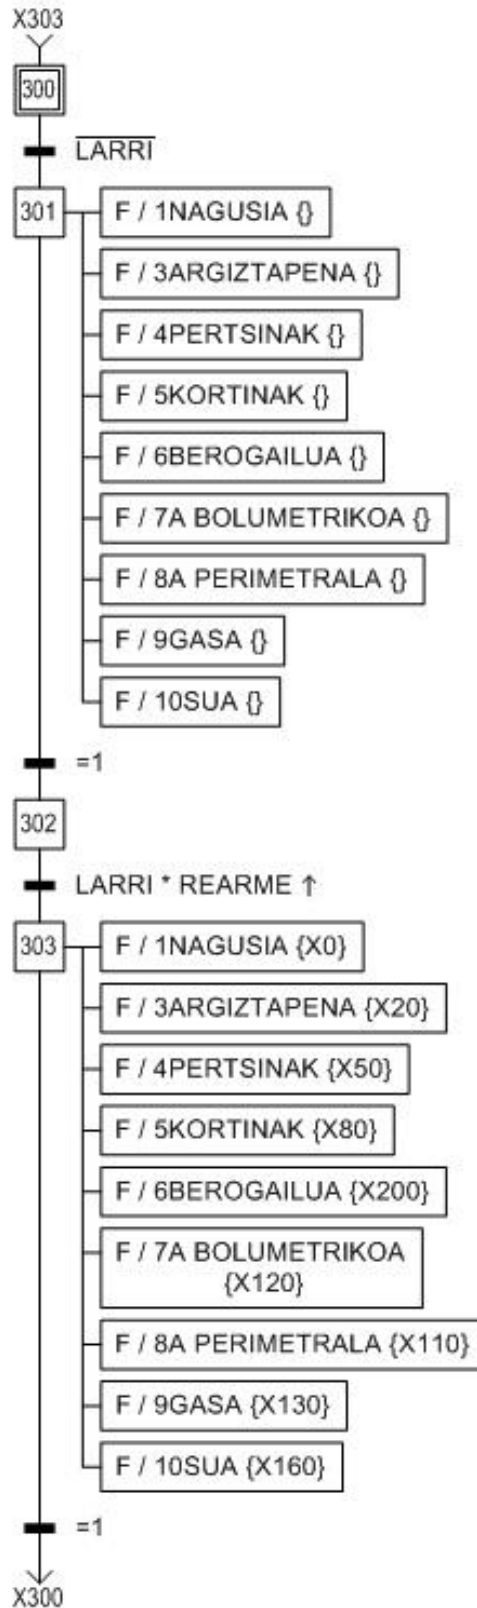 X303
300
LARRI
301
F / 1NAGUSIA {}
F / 3ARGIZTAPENA {}
F / 4PERTSINAK {}
F / 5KORTINAK {}
F / 6BEROGAILUA {}
F / 7A BOLUMETRIKOA {}
F / 8A PERIMETRALA {}
F / 9GASA {}
F / 10SUA {}
=1
302
LARRI * REARME ↑
303
F / 1NAGUSIA {X0}
F / 3ARGIZTAPENA {X20}
F / 4PERTSINAK {X50}
F / 5KORTINAK {X80}
F / 6BEROGAILUA {X200}
F / 7A BOLUMETRIKOA
{X120}
F / 8A PERIMETRALA {X110}
F / 9GASA {X130}
F / 10SUA {X160}
=1
X300